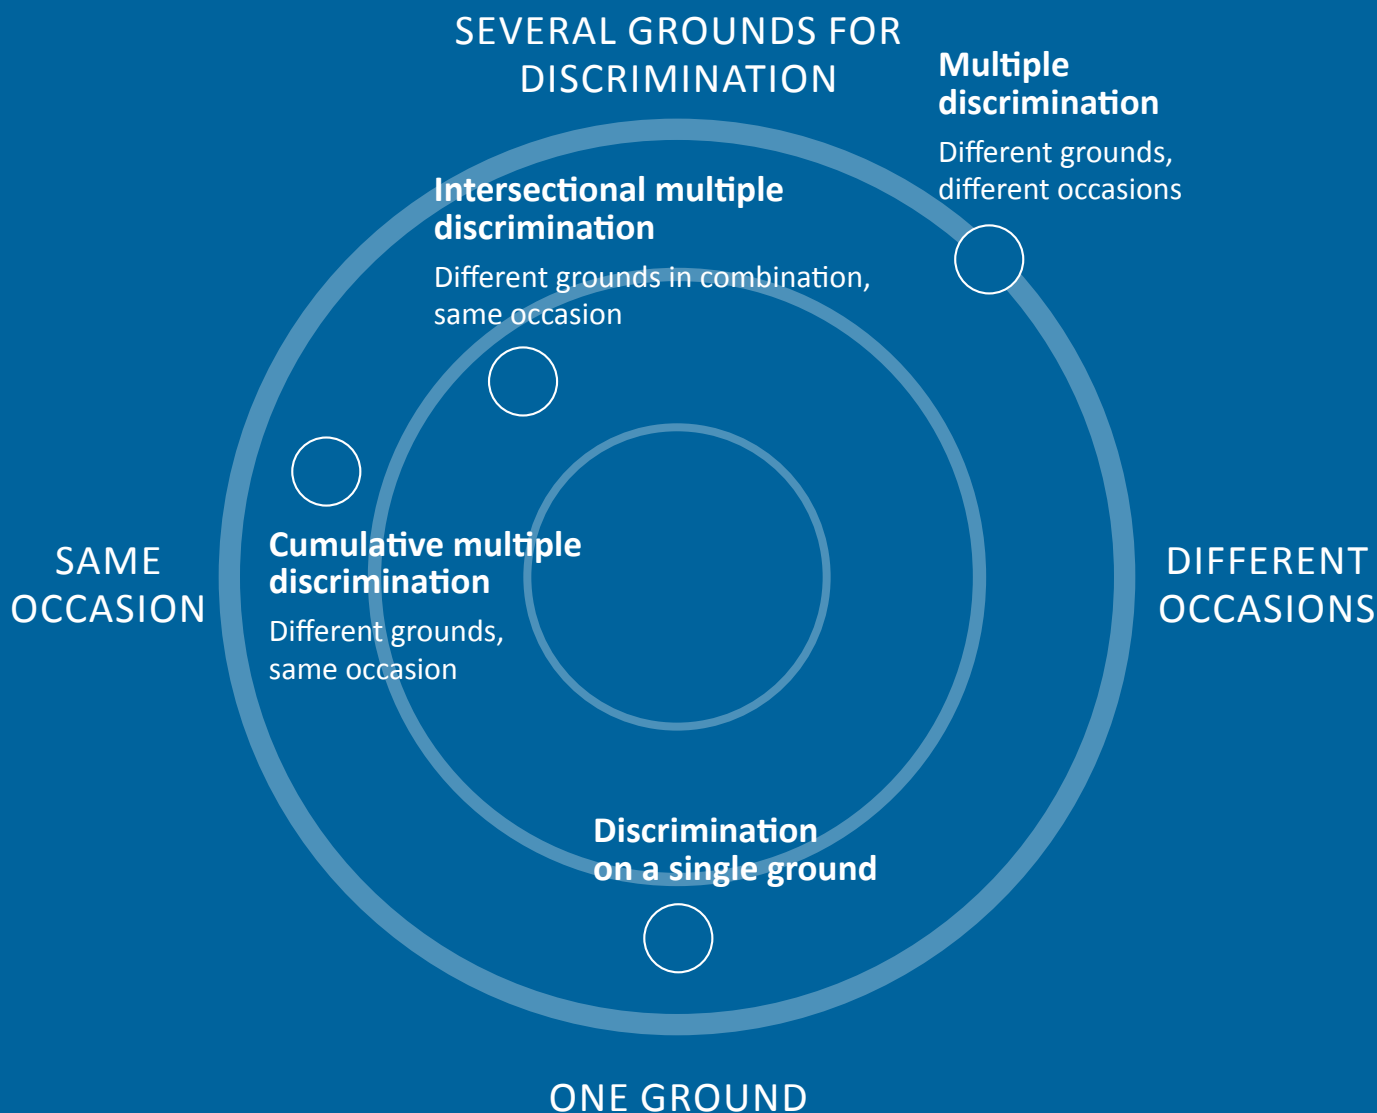 SEVERAL GROUNDS FOR
DISCRIMINATION
Multiple
discrimination
Different grounds,
different occasions
Intersectional multiple
discrimination
Different grounds in combination,
same occasion
SAME
OCCASION
Cumulative multiple
discrimination
Different grounds,
same occasion
DIFFERENT
OCCASIONS
Discrimination
on a single ground
ONE GROUND